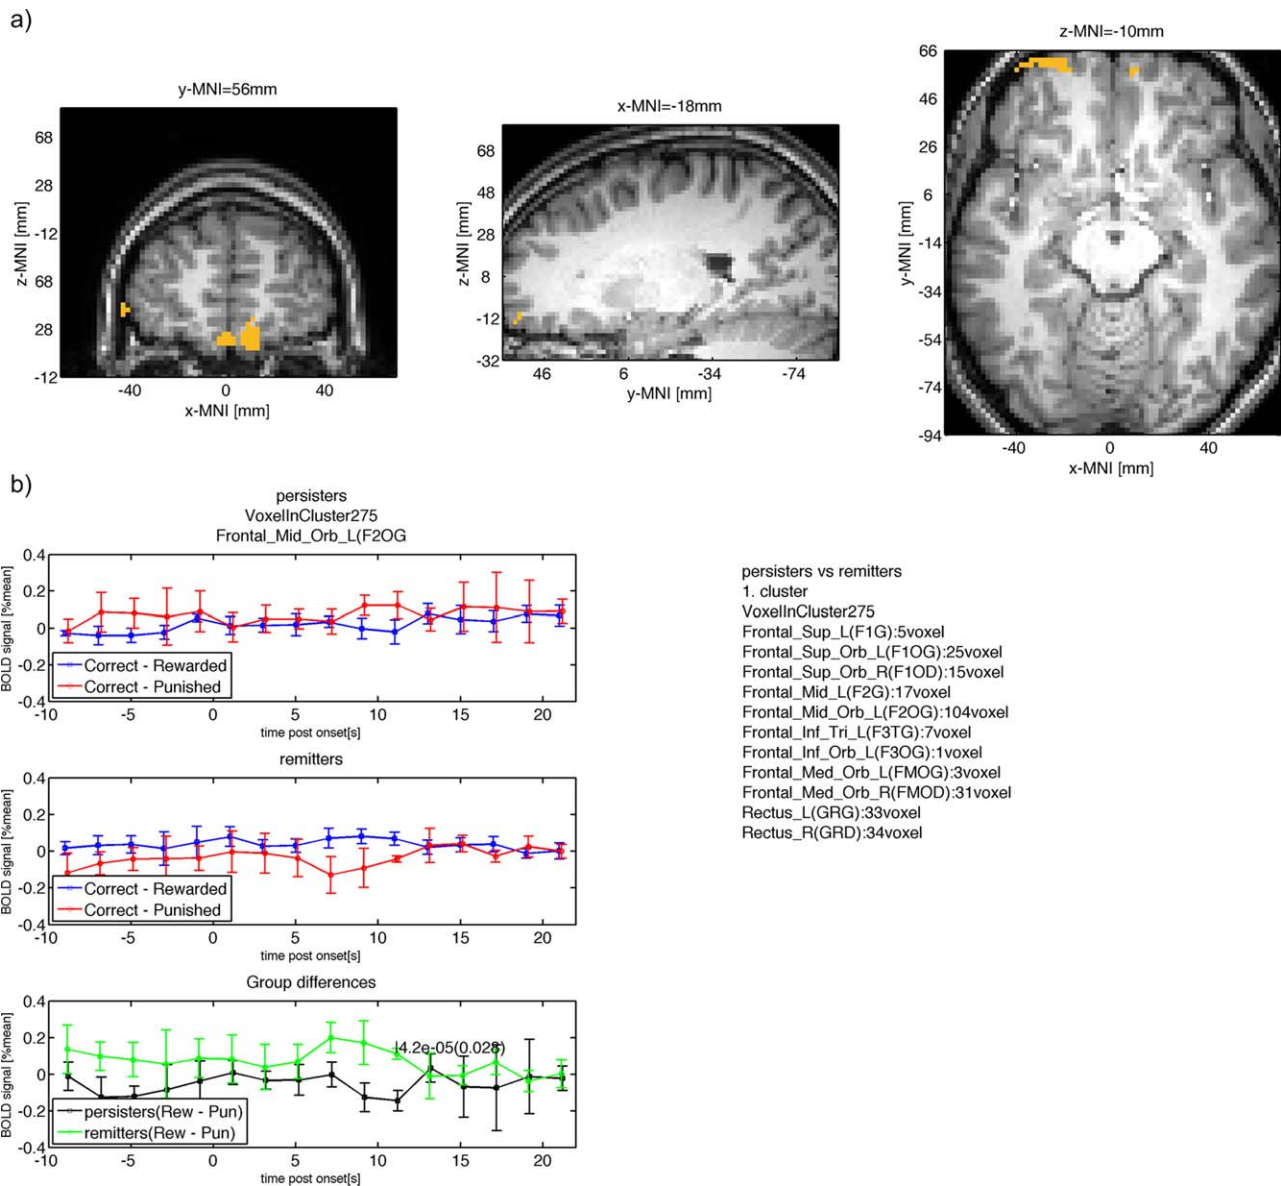 a)
y-MNI=56mm
z-MNI [mm]
68
28
-12
68
28
-12
-40
0
40
x-MNI [mm]
x-MNI=-18mm
z-MNI [mm]
68
48
28
8
-12
-32
46
6
-34
-74
y-MNI [mm]
z-MNI=-10mm
y-MNI [mm]
66
46
26
6
-14
-34
-54
-74
-94
-40
0
40
x-MNI [mm]
b)
persisters
VoxelInCluster275
Frontal_Mid_Orb_L(F2OG
BOLD signal [%mean]
0.4
0.2
0
-0.2
-0.4
Correct - Rewarded
Correct - Punished
-10
-5
0
5
10
15
20
time post onset[s]
remitters
BOLD signal [%mean]
0.4
0.2
0
-0.2
-0.4
Correct - Rewarded
Correct - Punished
-10
-5
0
5
10
15
20
time post onset[s]
Group differences
BOLD signal [%mean]
0.4
0.2
0
-0.2
-0.4
4.2e-05(0.028)
persisters(Rew - Pun)
remitters(Rew - Pun)
-10
-5
0
5
10
15
20
time post onset[s]
persisters vs remitters
1. cluster
VoxelInCluster275
Frontal_Sup_L(F1G):5voxel
Frontal_Sup_Orb_L(F1OG):25voxel
Frontal_Sup_Orb_R(F1OD):15voxel
Frontal_Mid_L(F2G):17voxel
Frontal_Mid_Orb_L(F2OG):104voxel
Frontal_Inf_Tri_L(F3TG):7voxel
Frontal_Inf_Orb_L(F3OG):1voxel
Frontal_Med_Orb_L(FMOG):3voxel
Frontal_Med_Orb_R(FMOD):31voxel
Rectus_L(GRG):33voxel
Rectus_R(GRD):34voxel